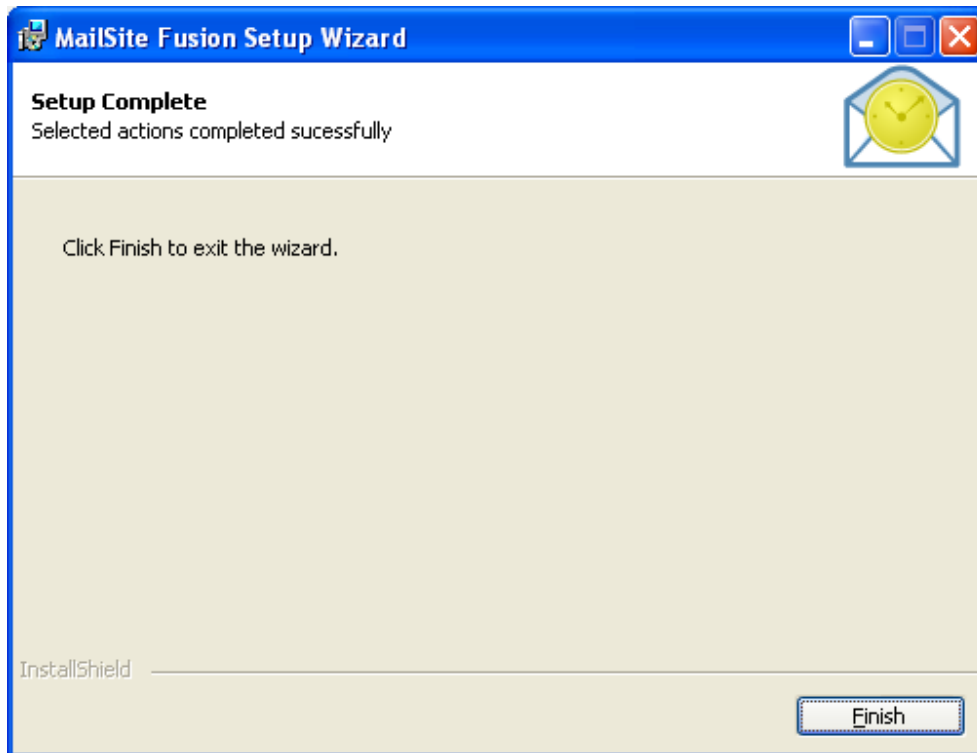 MailSite Fusion Setup Wizard
Setup Complete
Selected actions completed sucessfully
Click Finish to exit the wizard.
InstallShield
Finish